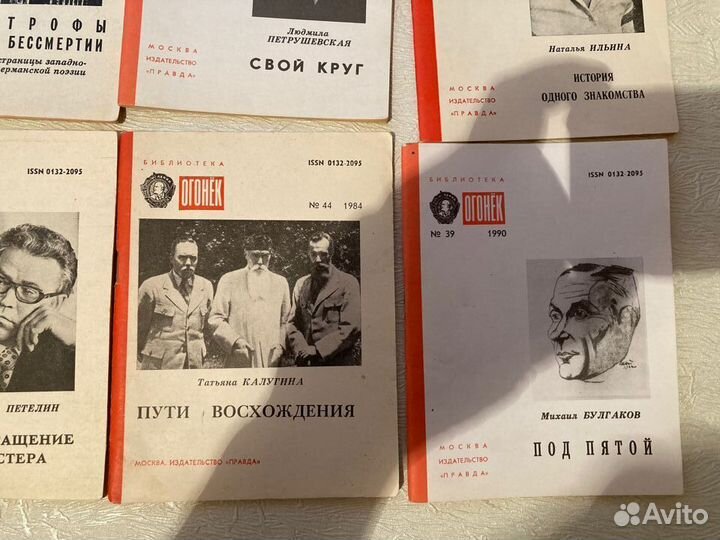 ТРОФЫ
БЕССМЕРТИИ
страницы западно-
ерманской поэзии
Людмила
ПЕТРУШЕВСКАЯ
МОСКВА
ИЗДАТЕЛЬСТВО
«ПРАВДА»
СВОЙ КРУГ
Наталья ИЛЬИНА
МОСКВА
ИЗДАТЕЛЬСТВО
«ПРАВДА»
ИСТОРИЯ
ОДНОГО ЗНАКОМСТВА
ISSN 0132-2095
ПЕТЕЛИН
РАЩЕНИЕ
СТЕРА
БИБЛИОТЕКА
ISSN 0132-2095
ОГОНЁК
№ 44 1984
Татьяна КАЛУГИНА
ПУТИ ВОСХОЖДЕНИЯ
МОСКВА. ИЗДАТЕЛЬСТВО «ПРАВДА»
БИБЛИОТЕКА
ISSN 0132-2095
ОГОНЁК
№ 39 1990
Михаил БУЛГАКОВ
МОСКВА
ИЗДАТЕЛЬСТВО
«ПРАВДА»
ПОД ПЯТОЙ
Avito